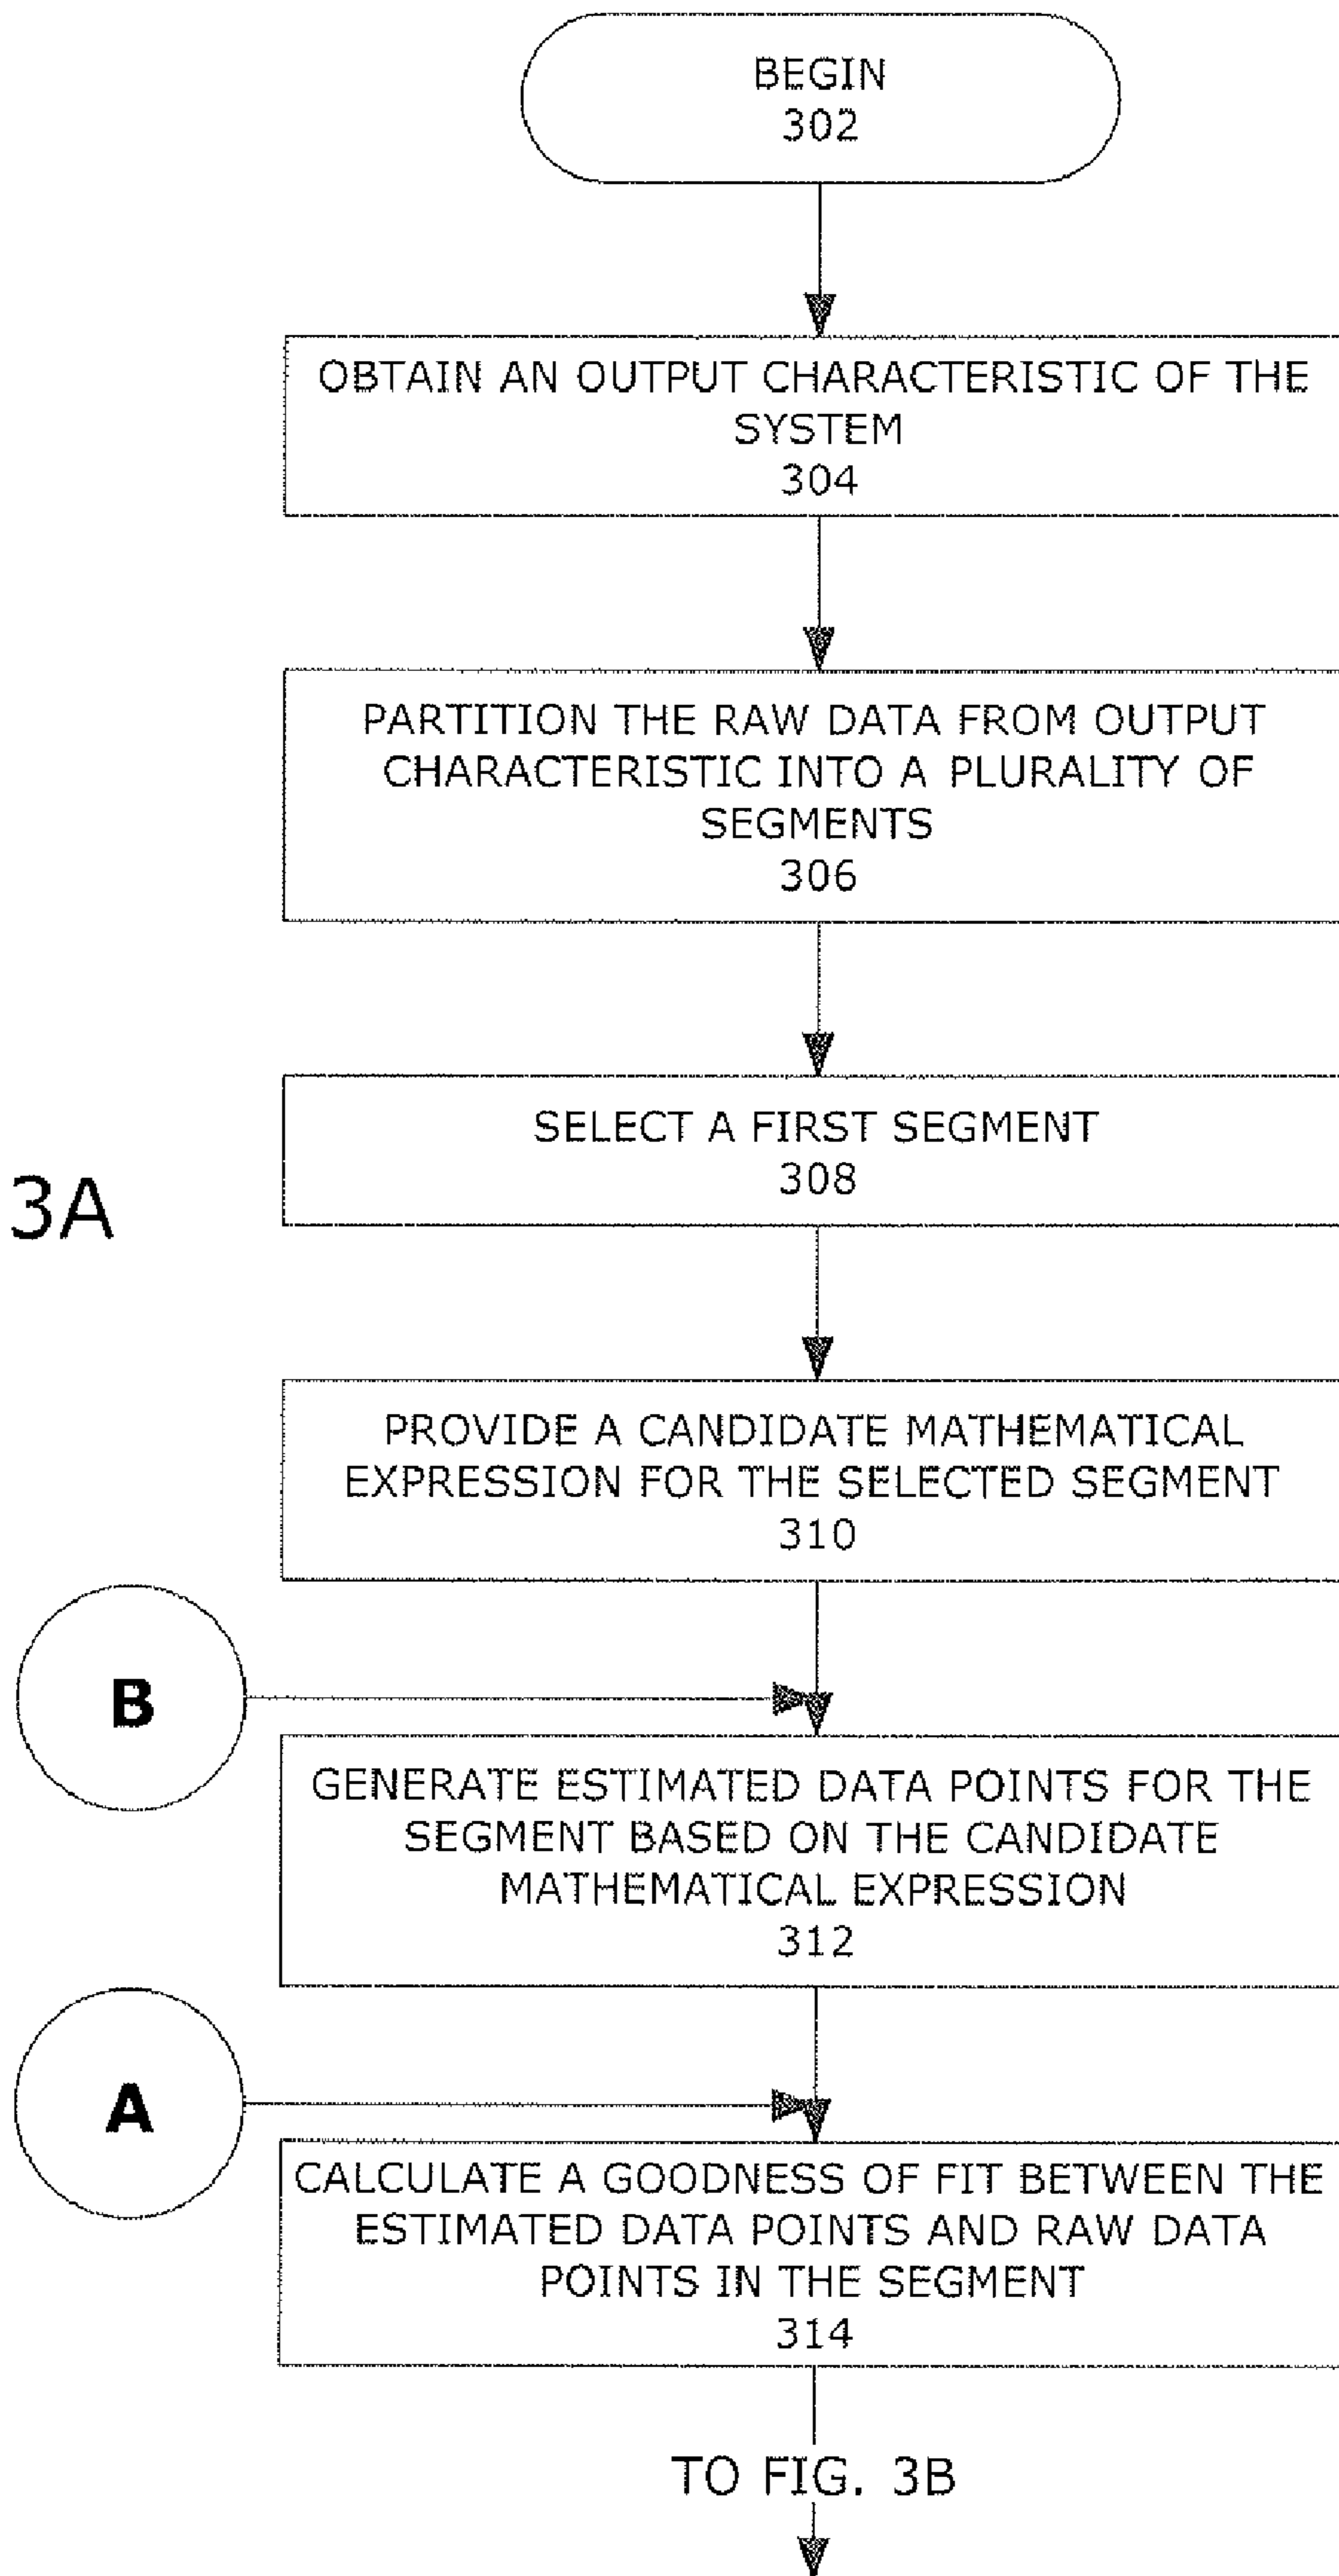 BEGIN
302
OBTAIN AN OUTPUT CHARACTERISTIC OF THE
SYSTEM
304
PARTITION THE RAW DATA FROM OUTPUT
CHARACTERISTIC INTO A PLURALITY OF
SEGMENTS
306
SELECT A FIRST SEGMENT
308
3A
PROVIDE A CANDIDATE MATHEMATICAL
EXPRESSION FOR THE SELECTED SEGMENT
310
B
GENERATE ESTIMATED DATA POINTS FOR THE
SEGMENT BASED ON THE CANDIDATE
MATHEMATICAL EXPRESSION
312
A
CALCULATE A GOODNESS OF FIT BETWEEN THE
ESTIMATED DATA POINTS AND RAW DATA
POINTS IN THE SEGMENT
314
TO FIG. 3B